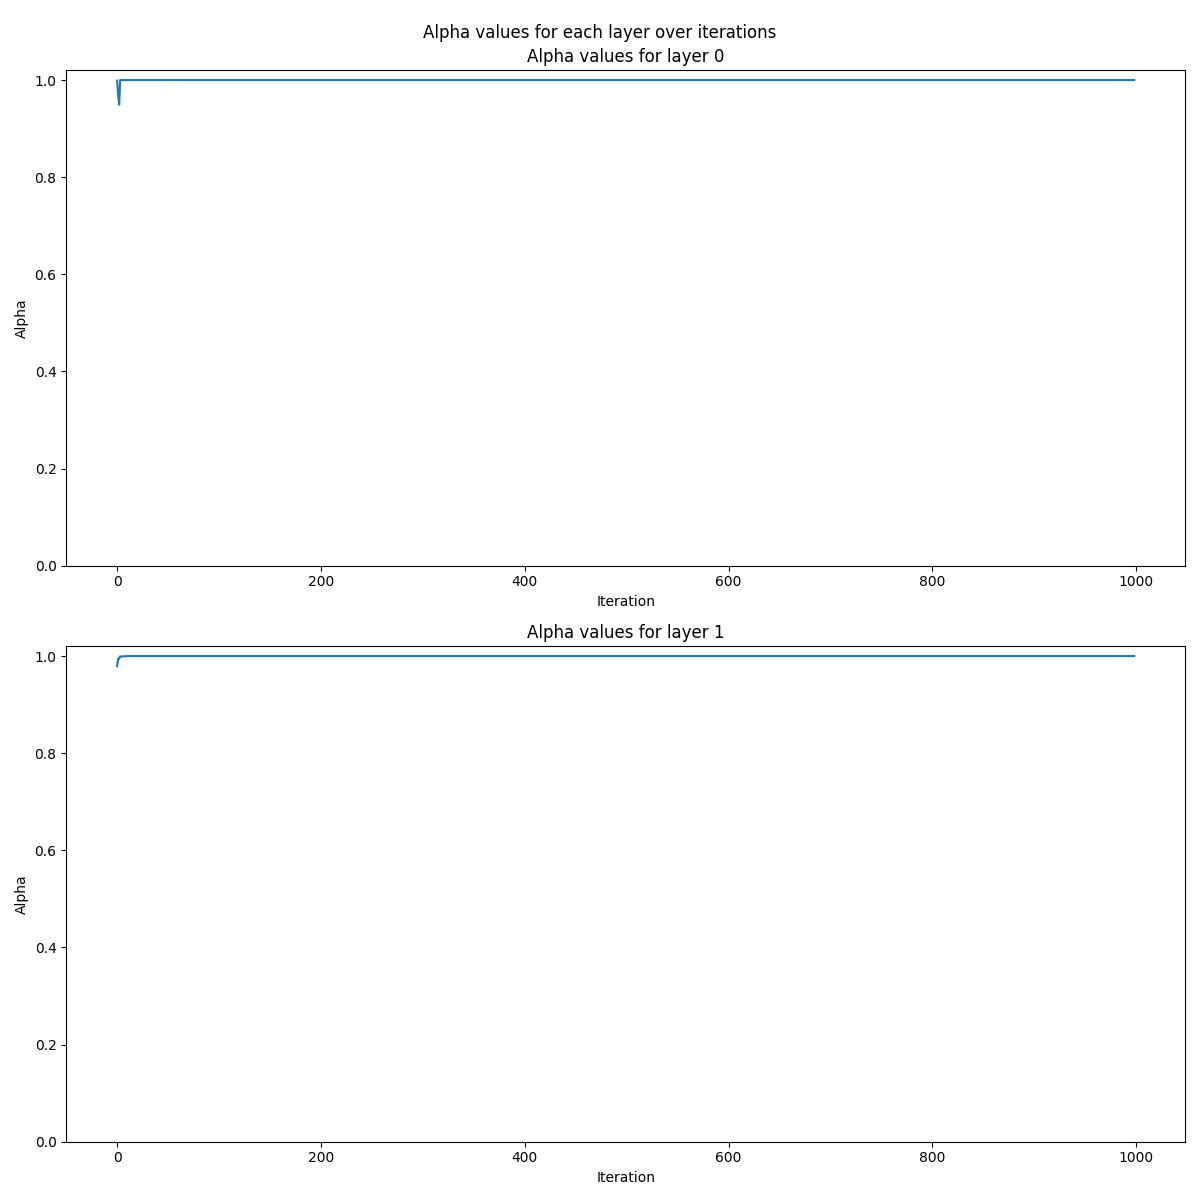 Alpha values for each layer over iterations
Alpha values for layer 0
1.0
0.8
0.6
0.4
0.2
0.0
Alpha
0 200 400 600 800 1000
Iteration
Alpha values for layer 1
1.0
0.8
0.6
0.4
0.2
0.0
Alpha
0 200 400 600 800 1000
Iteration